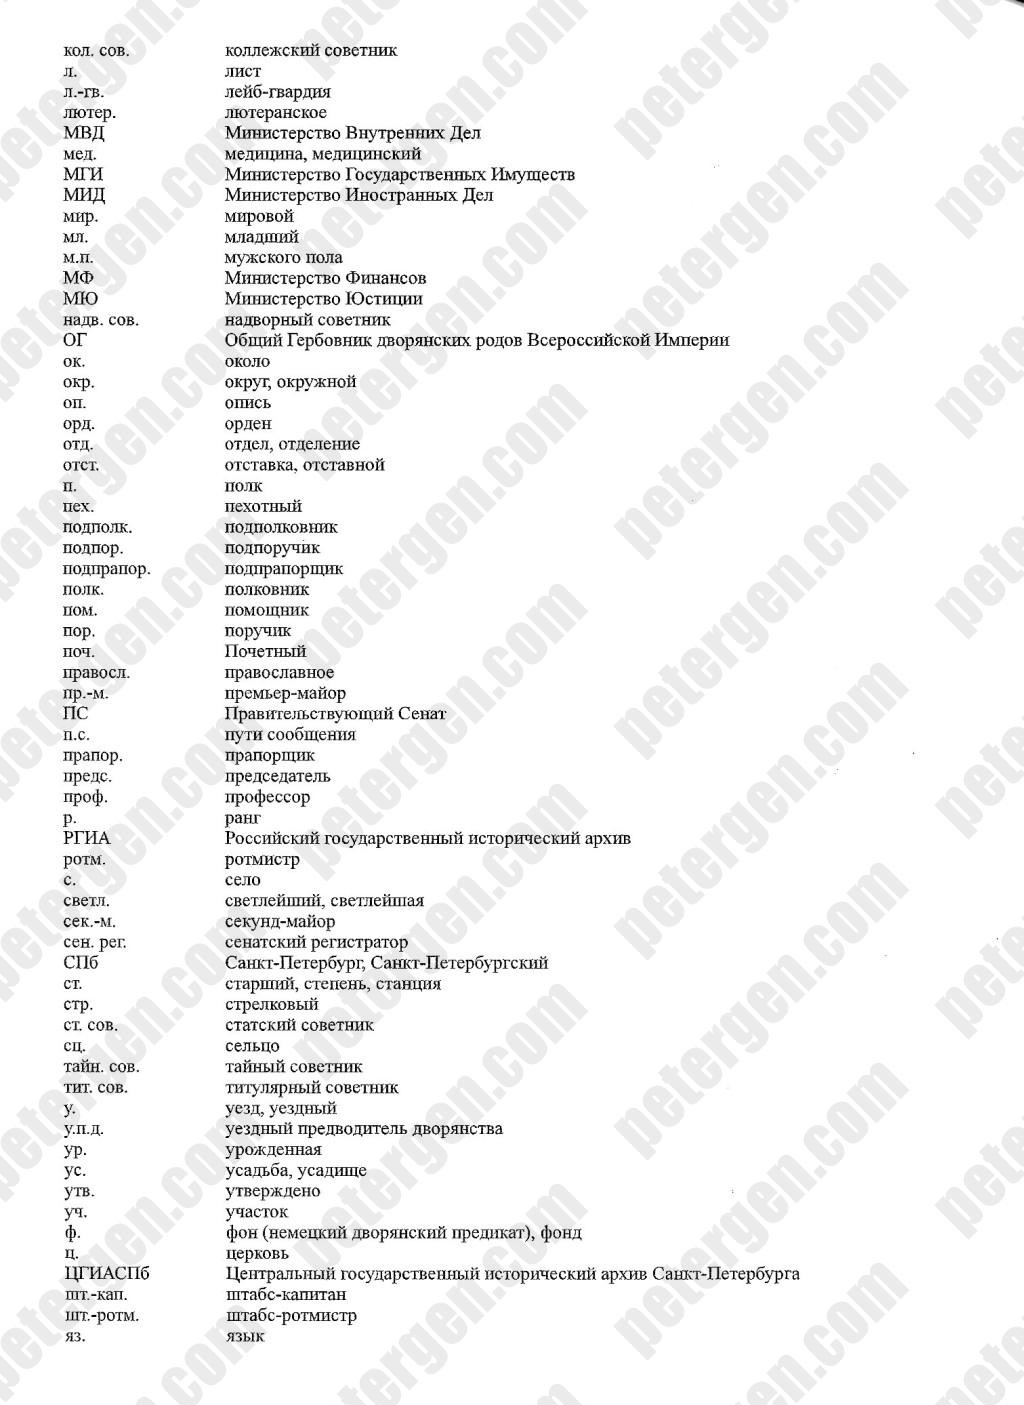 кол. сов. коллежский советник
л. лист
л.-гв. лейб-гвардия
лютер. лютеранское
МВД Министерство Внутренних Дел
мед. медицина, медицинский
МГИ Министерство Государственных Имуществ
МИД Министерство Иностранных Дел
мир. мировой
мл. младший
м.п. мужского пола
МФ Министерство Финансов
МЮ Министерство Юстиции
надв. сов. надворный советник
ОГ Общий Гербовник дворянских родов Всероссийской Империи
ок. около
окр. округ, окружной
оп. опись
орд. орден
отд. отдел, отделение
отст. отставка, отставной
п. полк
пех. пехотный
подполк. подполковник
подпор. подпоручик
подпрапор. подпрапорщик
полк. полковник
пом. помощник
пор. поручик
поч. Почетный
правосл. православное
пр.-м. премьер-майор
ПС Правительствующий Сенат
п.с. пути сообщения
прапор. прапорщик
предс. председатель
проф. профессор
р. ранг
РГИА Российский государственный исторический архив
ротм. ротмистр
с. село
светл. светлейший, светлейшая
сек.-м. секунд-майор
сен. рег. сенатский регистратор
СПб Санкт-Петербург, Санкт-Петербургский
ст. старший, степень, станция
стр. стрелковый
ст. сов. статский советник
сц. сельцо
тайн. сов. тайный советник
тит. сов. титулярный советник
у. уезд, уездный
у.п.д. уездный предводитель дворянства
ур. урожденная
ус. усадьба, усадище
утв. утверждено
уч. участок
ф. фон (немецкий дворянский предикат), фонд
ц. церковь
ЦГИАСПб Центральный государственный исторический архив Санкт-Петербурга
шт.-кап. штабс-капитан
шт.-ротм. штабс-ротмистр
яз. язык
petergen.com